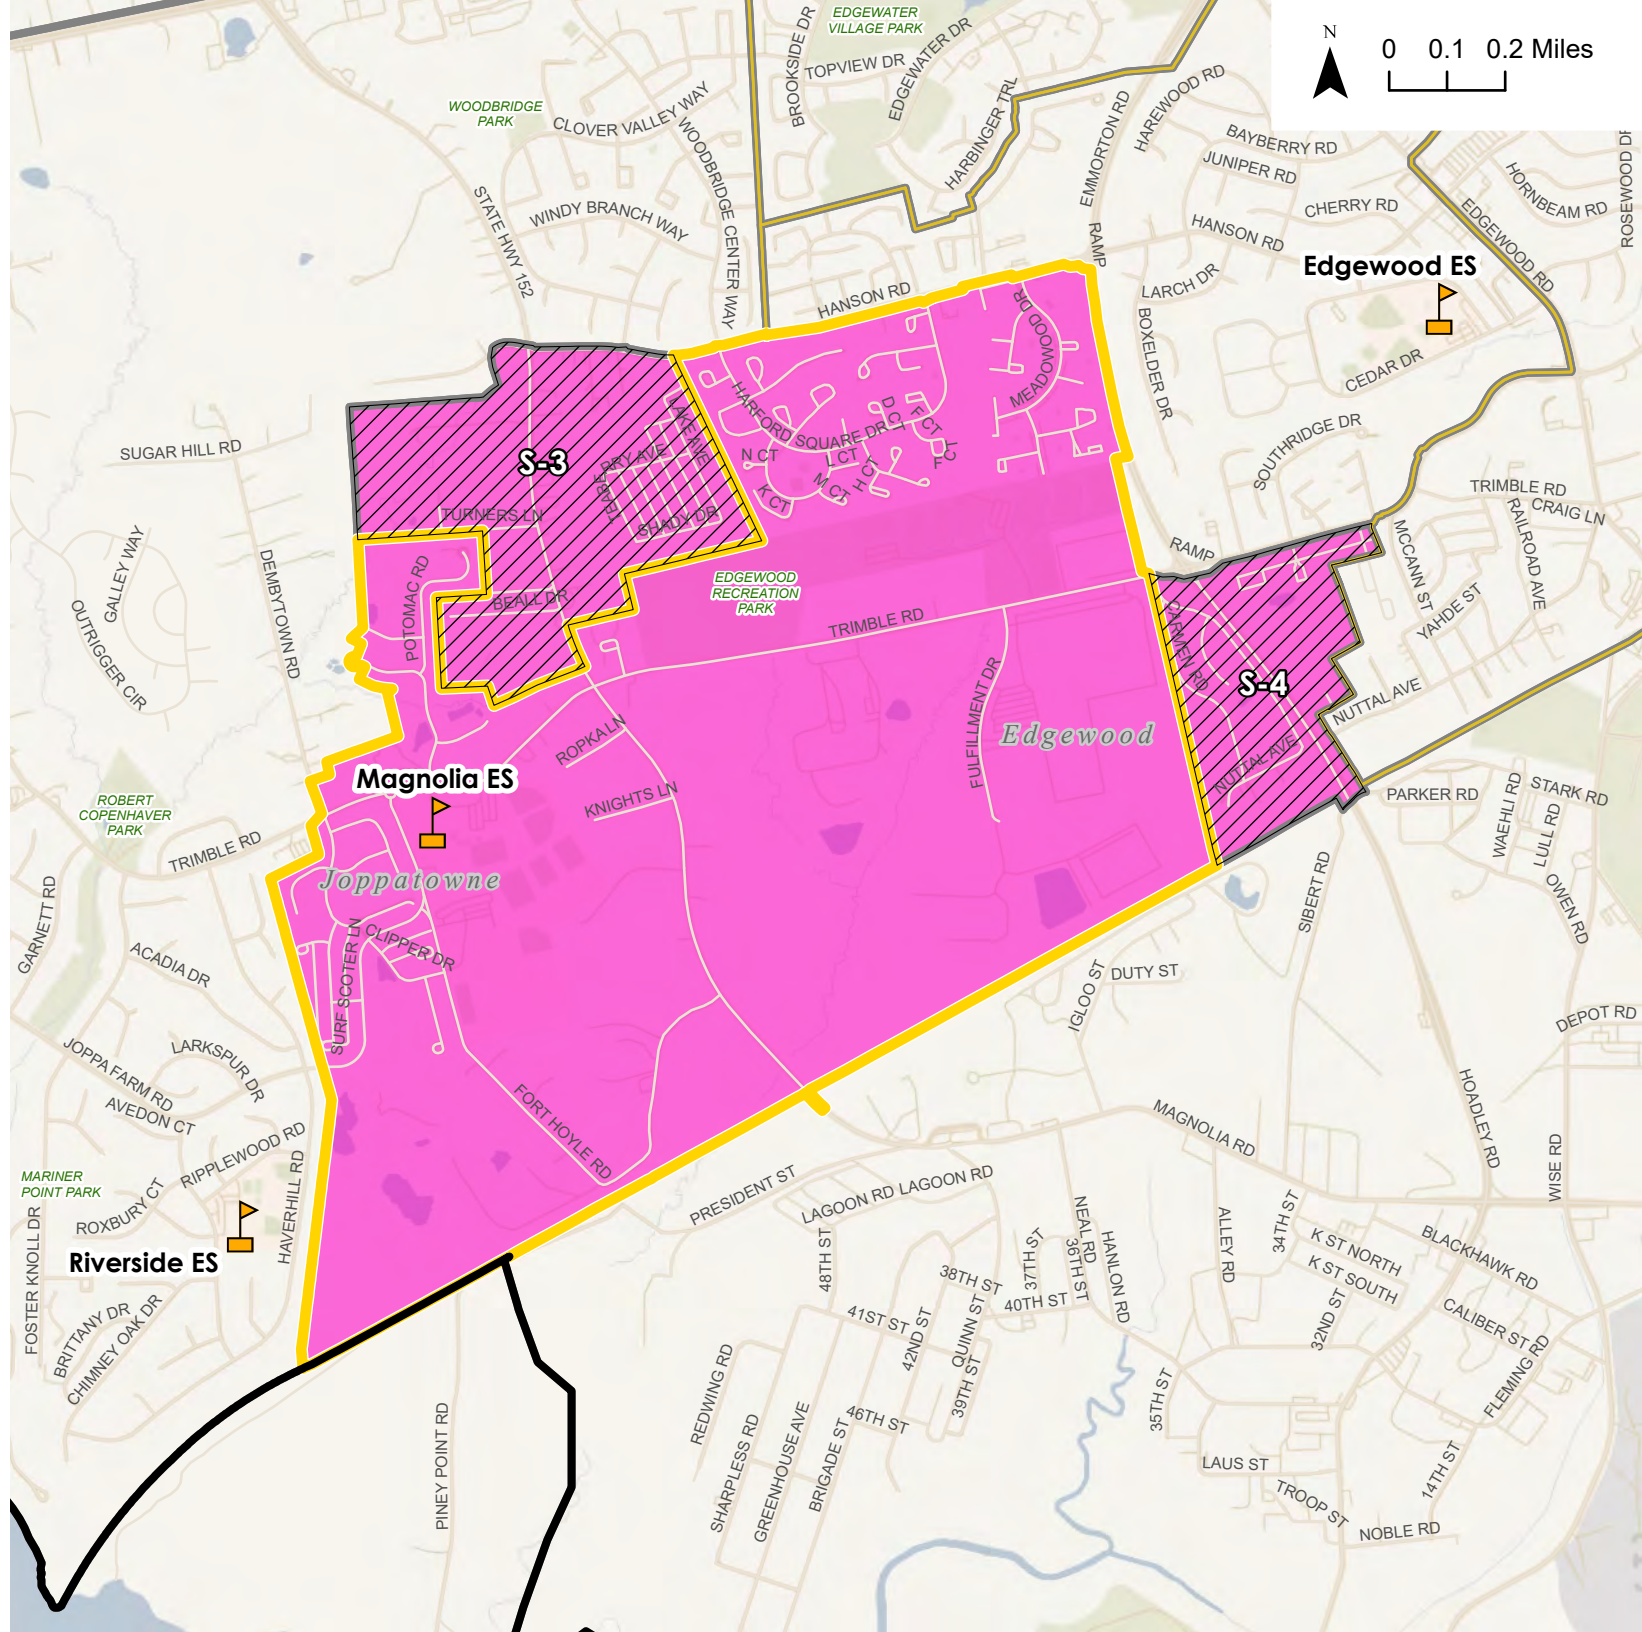 N
0 0.1 0.2 Miles
EDGEWATER
VILLAGE PARK
BROOKSIDE DR
TOPVIEW DR
EDGEWATER DR
HARBINGER TRL
EMMORTON RD
HAREWOOD RD
BAYBERRY RD
JUNIPER RD
CHERRY RD
HANSON RD
HORNBEAM RD
ROSEWOOD DR
EDGEWOOD RD
WOODBRIDGE
PARK
CLOVER VALLEY WAY
WOODBRIDGE CENTER WAY
STATE HWY 152
WINDY BRANCH WAY
RAMP
Edgewood ES
LARCH DR
BOXELDER DR
CEDAR DR
HANSON RD
MEADOWOOD DR
HARFORD SQUARE DR
D CT
F CT
N CT
L CT
H CT
M CT
K CT
LAKE AVE
S-3
SHADY DR
TURNERS LN
SUGAR HILL RD
SOUTHRIDGE DR
TRIMBLE RD
CRAIG LN
RAILROAD AVE
MCCANN ST
YAHDE ST
RAMP
GALLEY WAY
OUTRIGGER CIR
DEMBYTOWN RD
POTOMAC RD
BEALL DR
EDGEWOOD
RECREATION
PARK
TRIMBLE RD
CARMEN RD
S-4
NUTTAL AVE
NUTTAL AVE
FULFILLMENT DR
Edgewood
ROPKA LN
KNIGHTS LN
Magnolia ES
Joppatowne
ROBERT
COPENHAVER
PARK
TRIMBLE RD
PARKER RD
STARK RD
WAEHLI RD
LULL RD
OWEN RD
SIBERT RD
GARNETT RD
ACADIA DR
CLIPPER DR
SURF SCOTER LN
IGLOO ST
DUTY ST
DEPOT RD
JOPPA FARM RD
LARKSPUR DR
AVEDON CT
RIPPLEWOOD RD
FORT HOYLE RD
MAGNOLIA RD
HOADLEY RD
WISE RD
MARINER
POINT PARK
ROXBURY CT
HAVERHILL RD
FOSTER KNOLL DR
Riverside ES
BRITTANY DR
CHIMNEY OAK DR
PRESIDENT ST
LAGOON RD
LAGOON RD
48TH ST
38TH ST
37TH ST
36TH ST
NEAL RD
HANLON RD
40TH ST
41ST ST
42ND ST
QUINN ST
39TH ST
46TH ST
ALLEY RD
34TH ST
K ST NORTH
K ST SOUTH
BLACKHAWK RD
32ND ST
CALIBER ST
FLEMING RD
35TH ST
LAUS ST
TROOP ST
NOBLE RD
14TH ST
PINEY POINT RD
REDWING RD
SHARPLESS RD
GREENHOUSE AVE
BRIGADE ST